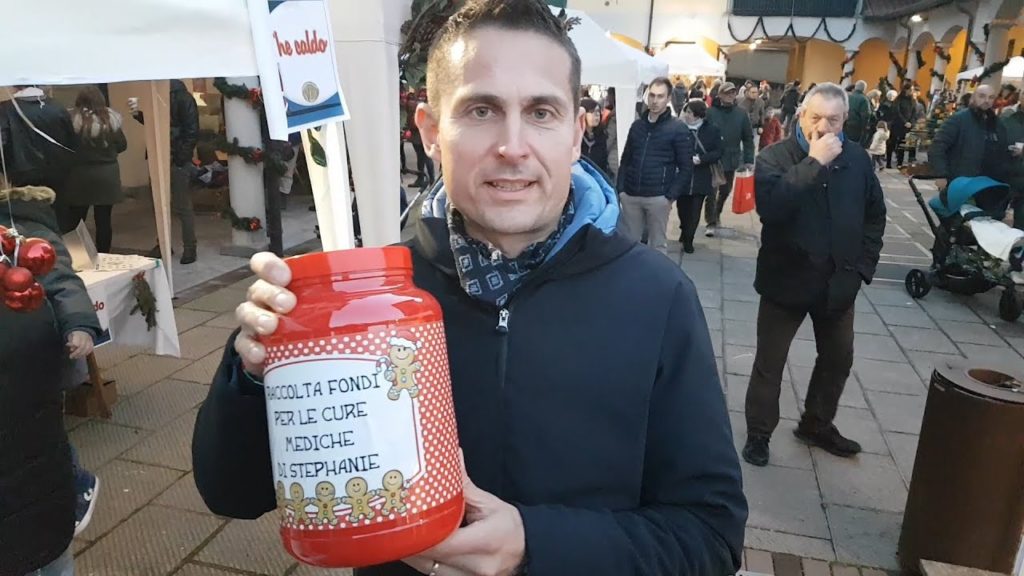 he caldo
RACCOLTA FONDI
PER LE CURE
MEDICHE
DI STEPHANIE